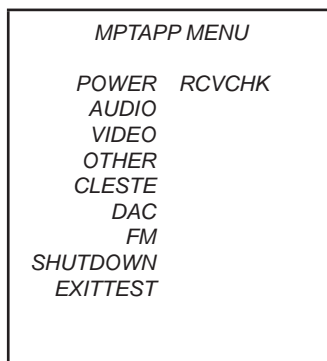 MPTAPP MENU
POWER RCVCHK
AUDIO
VIDEO
OTHER
CLESTE
DAC
FM
SHUTDOWN
EXITTEST